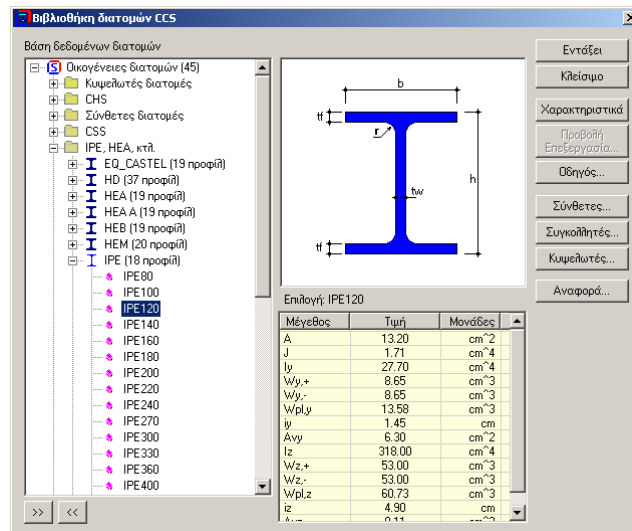 Βιβλιοθήκη διατομών CCS
Βάση δεδομένων διατομών
Οικογένειες διατομών (45)
Κυψελωτές διατομές
CHS
Σύνθετες διατομές
CSS
IPE, HEA, κτλ.
EQ_CASTEL (19 προφίλ)
HD (37 προφίλ)
HEA (19 προφίλ)
HEA A (19 προφίλ)
HEB (19 προφίλ)
HEM (20 προφίλ)
IPE (18 προφίλ)
IPE80
IPE100
IPE120
IPE140
IPE160
IPE180
IPE200
IPE220
IPE240
IPE270
IPE300
IPE330
IPE360
IPE400
>> <<
b
tf
r
tw
h
tf
Επιλογή: IPE120
Μέγεθος Τιμή Μονάδες
A 13.20 cm^2
J 1.71 cm^4
Iy 27.70 cm^4
Wy,+ 8.65 cm^3
Wy,- 8.65 cm^3
Wpl,y 13.58 cm^3
iy 1.45 cm
Avy 6.30 cm^2
Iz 318.00 cm^4
Wz,+ 53.00 cm^3
Wz,- 53.00 cm^3
Wpl,z 60.73 cm^3
iz 4.90 cm
Εντάξει
Κλείσιμο
Χαρακτηριστικά
Προβολή
Επεξεργασία...
Οδηγός...
Σύνθετες...
Συγκολλητές...
Κυψελωτές...
Αναφορά...